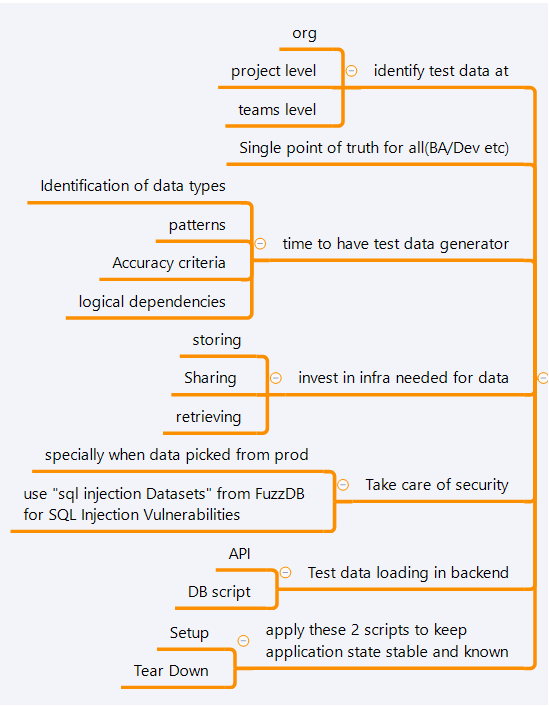 org
project level
teams level
identify test data at
Single point of truth for all(BA/Dev etc)
Identification of data types
patterns
Accuracy criteria
logical dependencies
time to have test data generator
storing
Sharing
retrieving
invest in infra needed for data
specially when data picked from prod
use "sql injection Datasets" from FuzzDB
for SQL Injection Vulnerabilities
Take care of security
API
DB script
Test data loading in backend
Setup
Tear Down
apply these 2 scripts to keep
application state stable and known